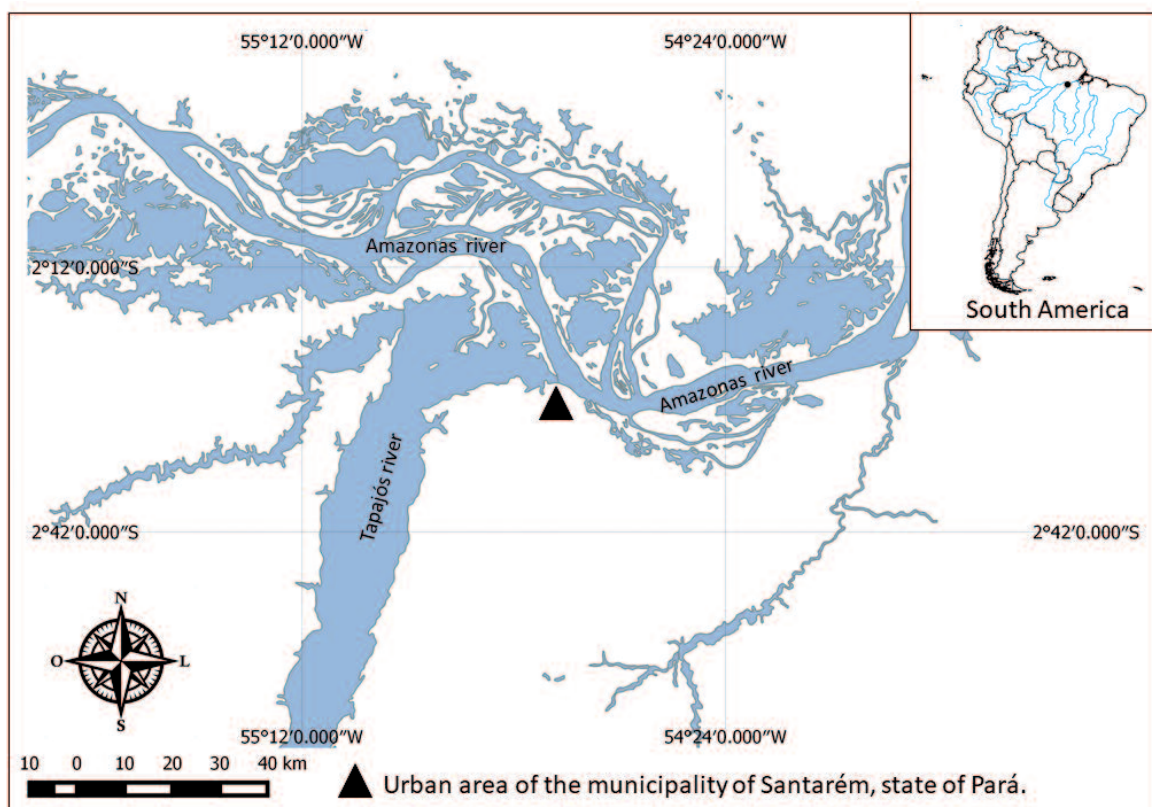 55°12′0.000″W
54°24′0.000″W
South America
Amazonas river
2°12′0.000″S
Amazonas river
Tapajós river
2°42′0.000″S
2°42′0.000″S
N
O
L
S
55°12′0.000″W
54°24′0.000″W
10 0 10 20 30 40 km
Urban area of the municipality of Santarém, state of Pará.